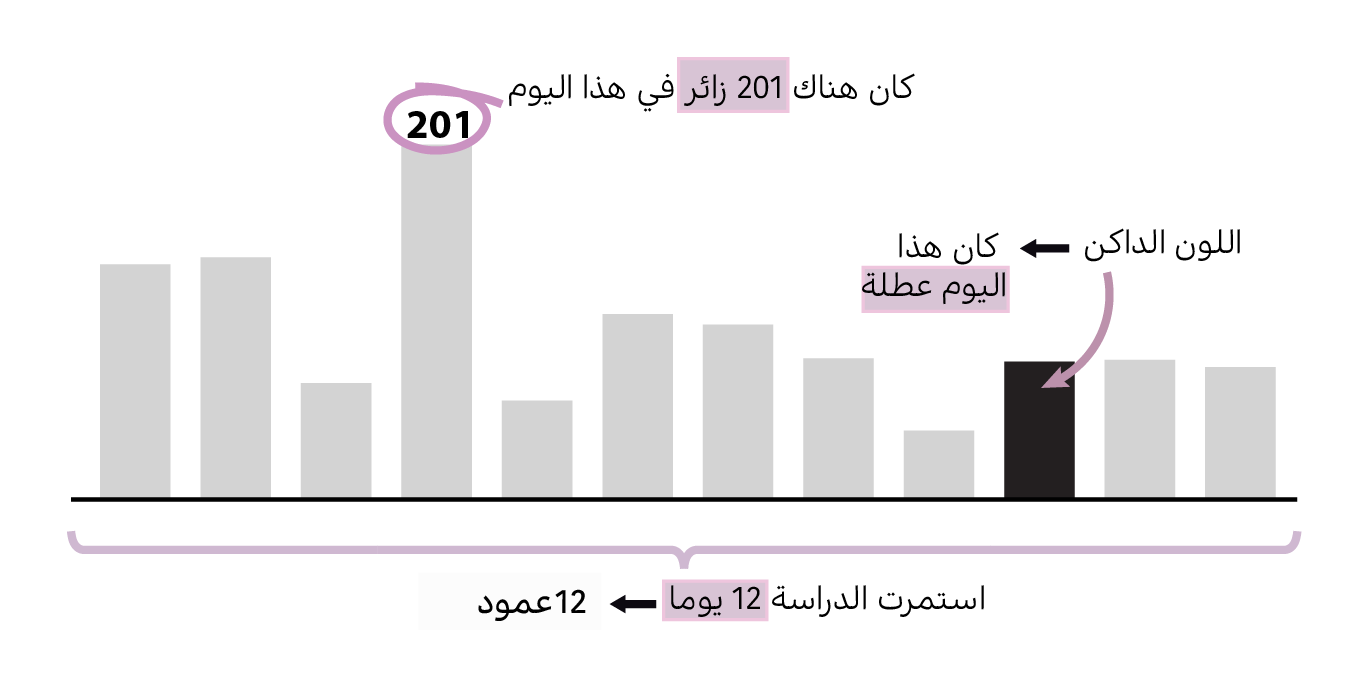 كان هناك 201 زائر في هذا اليوم
201
اللون الداكن
كان هذا
اليوم عطلة
استمرت الدراسة 12 يوما
12عمود